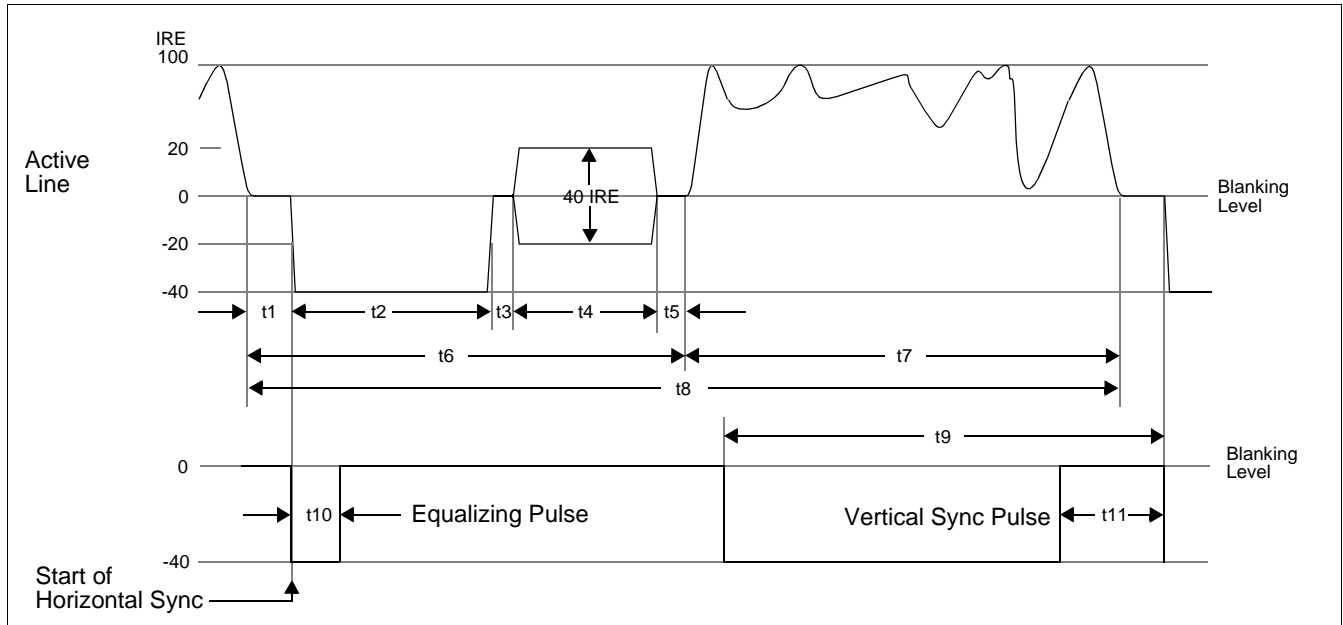 IRE
100
Active
Line
20
0
-20
-40
40 IRE
Blanking
Level
t1
t2
t3
t4
t5
t6
t7
t8
t9
0
Blanking
Level
t10
Equalizing Pulse
Vertical Sync Pulse
t11
-40
Start of
Horizontal Sync